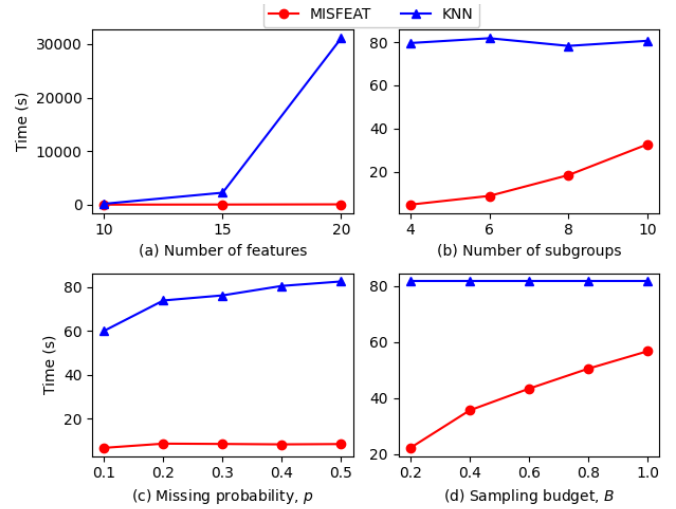 MISFEAT KNN
Time (s)
30000
20000
10000
0
10 15 20
(a) Number of features
80
60
40
20
4 6 8 10
(b) Number of subgroups
Time (s)
80
60
40
20
0.1 0.2 0.3 0.4 0.5
(c) Missing probability, p
80
60
40
20
0.2 0.4 0.6 0.8 1.0
(d) Sampling budget, B